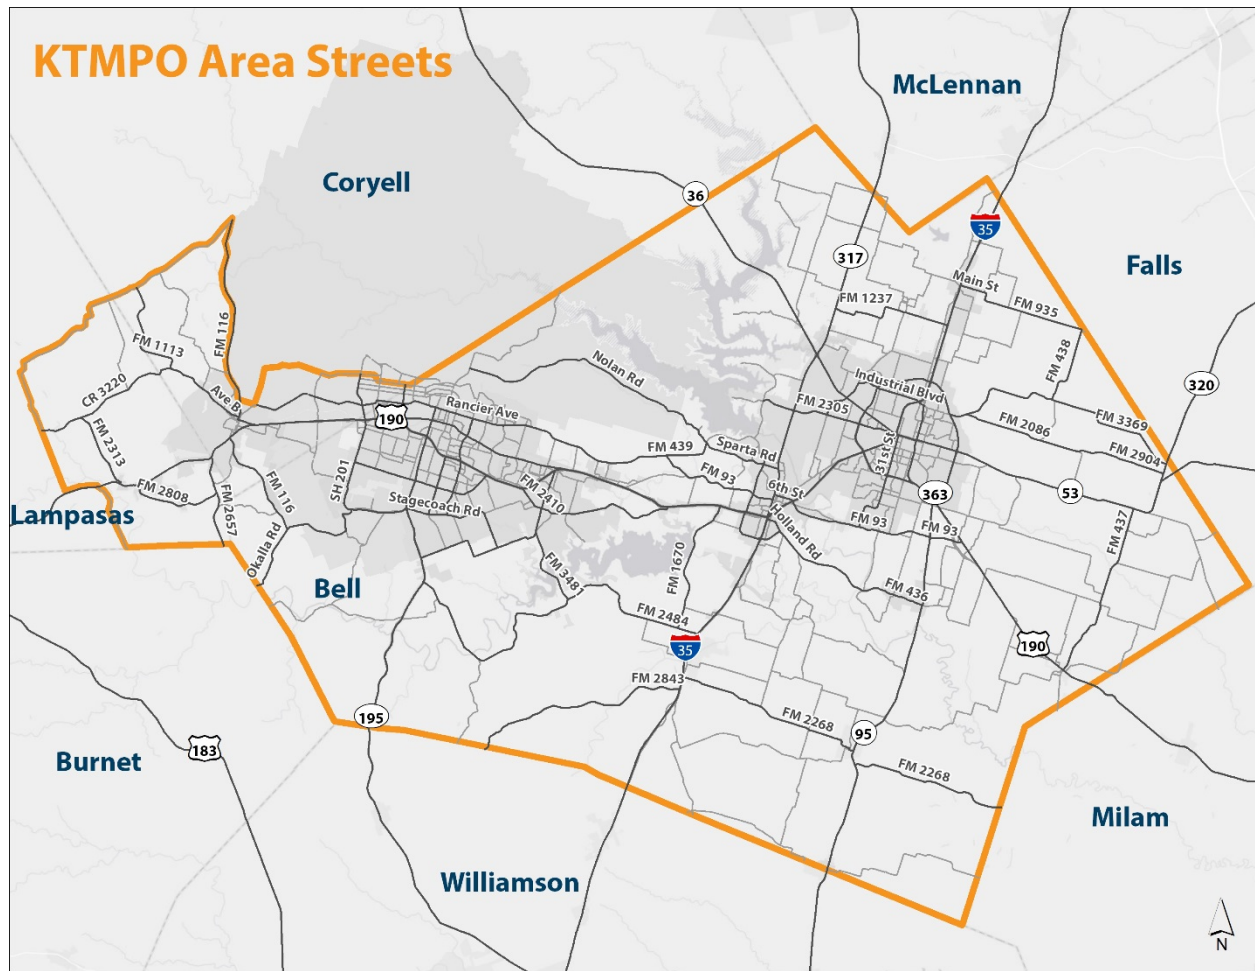 KTMPO Area Streets
McLennan
Coryell
36
35
317
Falls
Main St
FM 1237
FM 935
FM 116
FM 1113
Nolan Rd
FM 438
Industrial Blvd
320
CR 3220
Ave B
190
Rancier Ave
FM 2305
FM 2086
FM 3369
FM 2313
FM 439
Sparta Rd
31st St
FM 2904
SH 201
FM 93
6th St
363
53
FM 2808
FM 116
FM 2410
Stagecoach Rd
Lampasas
FM 2657
Holland Rd
FM 93
FM 93
FM 437
Okalla Rd
Bell
FM 3481
FM 1670
FM 436
FM 2484
35
190
FM 2843
195
FM 2268
183
95
Burnet
FM 2268
Milam
Williamson
N